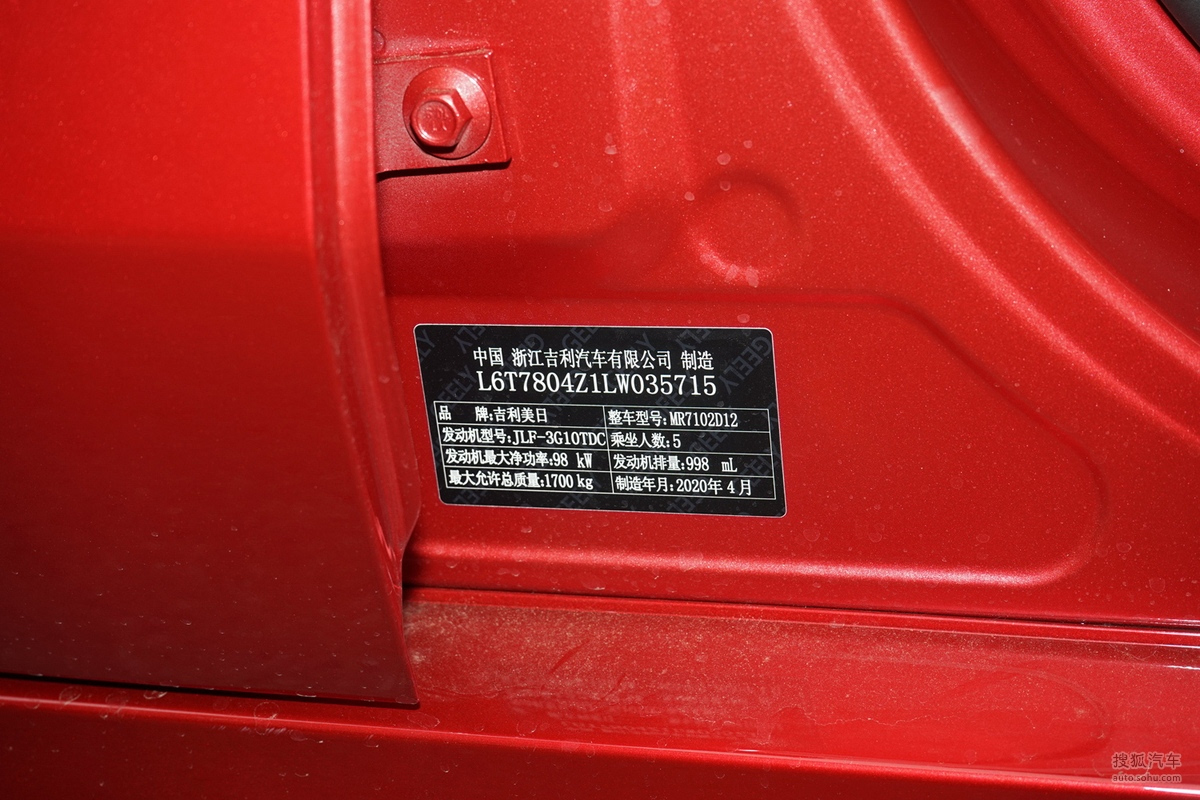 中国 浙江吉利汽车有限公司 制造
L6T7804Z1LW035715
品 牌:吉利美日 整车型号:MR7102D12
发动机型号:JLF-3G10TDC 乘坐人数:5
发动机最大净功率:98 kW 发动机排量:998 mL
最大允许总质量:1700 kg 制造年月:2020年4月
搜狐汽车
auto.sohu.com